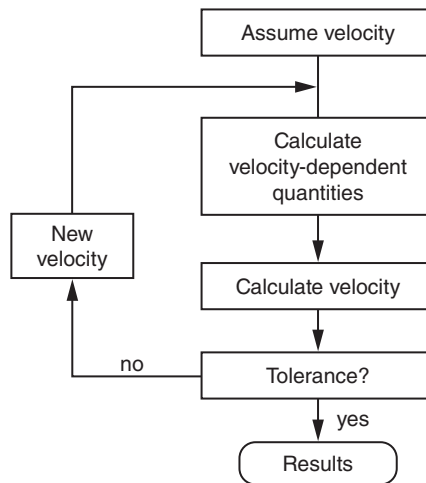 Assume velocity
Calculate
velocity-dependent
quantities
New
velocity
Calculate velocity
no
Tolerance?
yes
Results